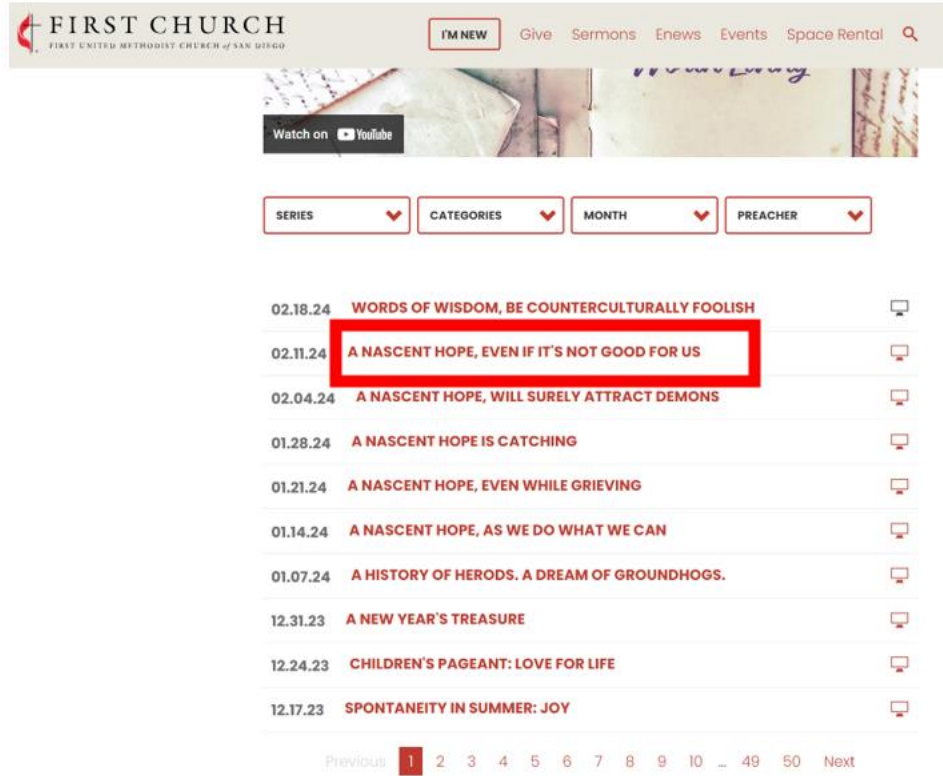 FIRST CHURCH
FIRST UNITED METHODIST CHURCH of SAN DIEGO
I'M NEW Give Sermons Enews Events Space Rental
Worth Living
Watch on YouTube
SERIES CATEGORIES MONTH PREACHER
02.18.24 WORDS OF WISDOM, BE COUNTERCULTURALLY FOOLISH
02.11.24 A NASCENT HOPE, EVEN IF IT'S NOT GOOD FOR US
02.04.24 A NASCENT HOPE, WILL SURELY ATTRACT DEMONS
01.28.24 A NASCENT HOPE IS CATCHING
01.21.24 A NASCENT HOPE, EVEN WHILE GRIEVING
01.14.24 A NASCENT HOPE, AS WE DO WHAT WE CAN
01.07.24 A HISTORY OF HERODS. A DREAM OF GROUNDHOGS.
12.31.23 A NEW YEAR'S TREASURE
12.24.23 CHILDREN'S PAGEANT: LOVE FOR LIFE
12.17.23 SPONTANEITY IN SUMMER: JOY
Previous 1 2 3 4 5 6 7 8 9 10 … 49 50 Next